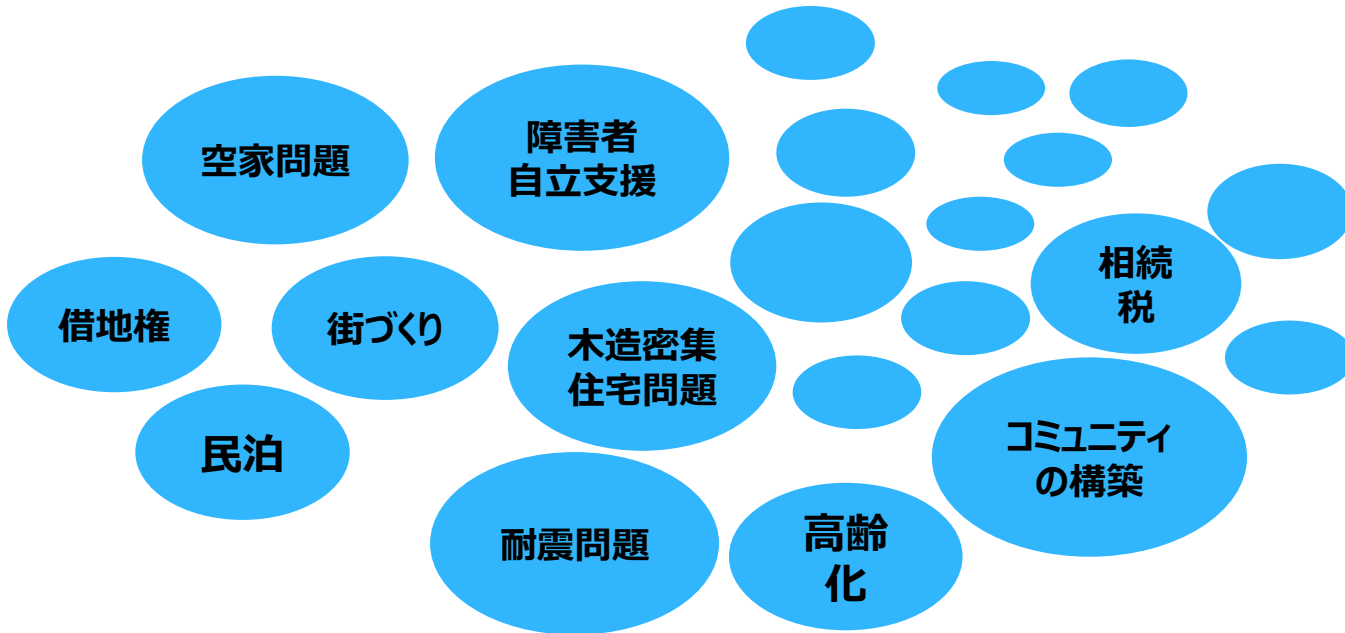 空家問題
障害者
自立支援
借地権
街づくり
木造密集
住宅問題
相続
税
民泊
コミュニティ
の構築
耐震問題
高齢
化